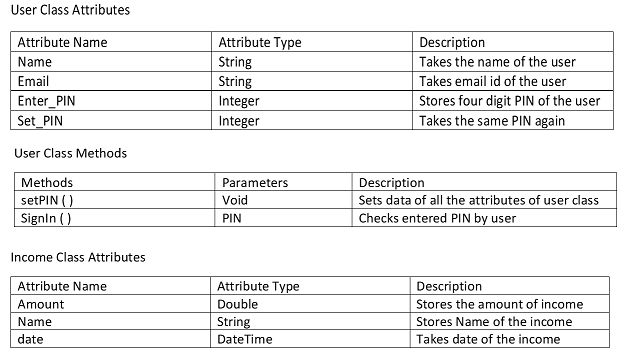 User Class Attributes
Attribute Name Attribute Type Description
Name String Takes the name of the user
Email String Takes email id of the user
Enter_PIN Integer Stores four digit PIN of the user
Set_PIN Integer Takes the same PIN again
User Class Methods
Methods Parameters Description
setPIN ( ) Void Sets data of all the attributes of user class
SignIn ( ) PIN Checks entered PIN by user
Income Class Attributes
Attribute Name Attribute Type Description
Amount Double Stores the amount of income
Name String Stores Name of the income
date DateTime Takes date of the income